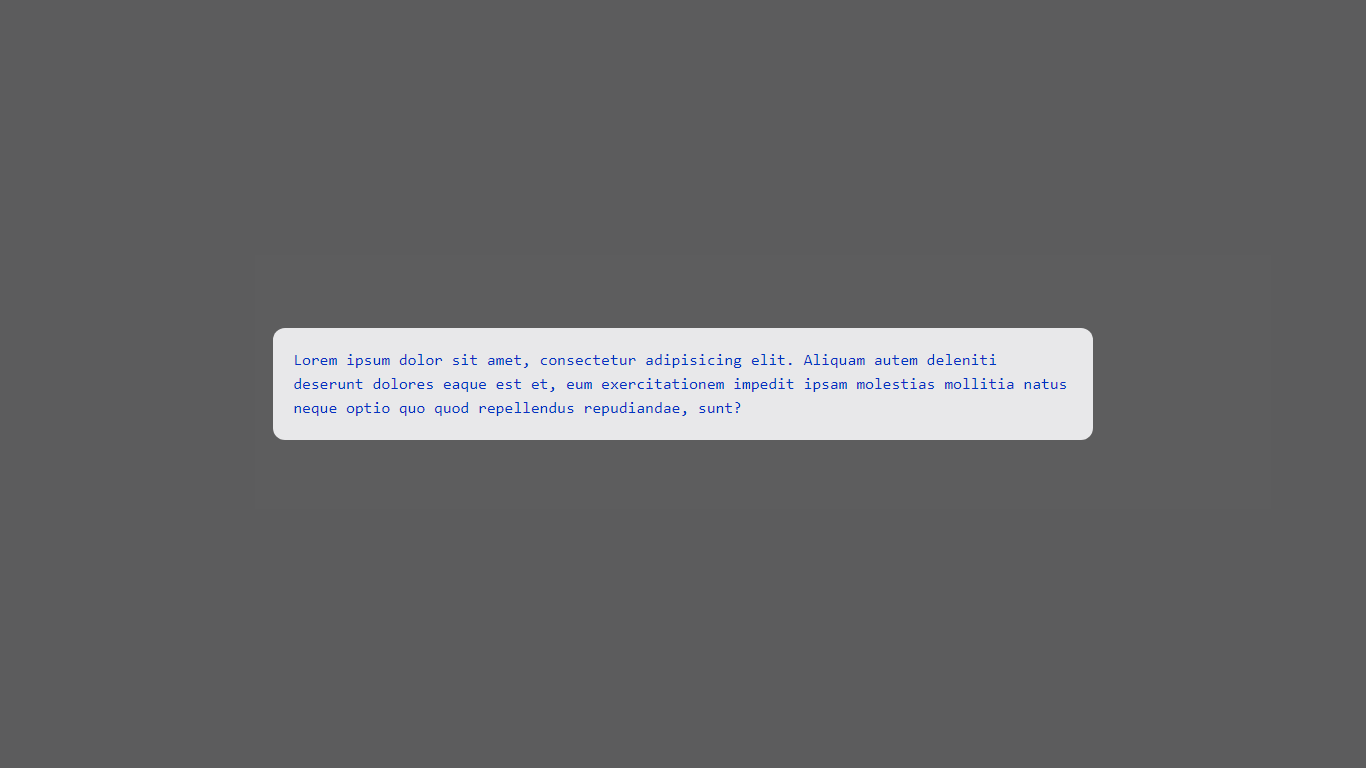 Lorem ipsum dolor sit amet, consectetur adipisicing elit. Aliquam autem deleniti
deserunt dolores eaque est et, eum exercitationem impedit ipsam molestias mollitia natus
neque optio quo quod repellendus repudiandae, sunt?